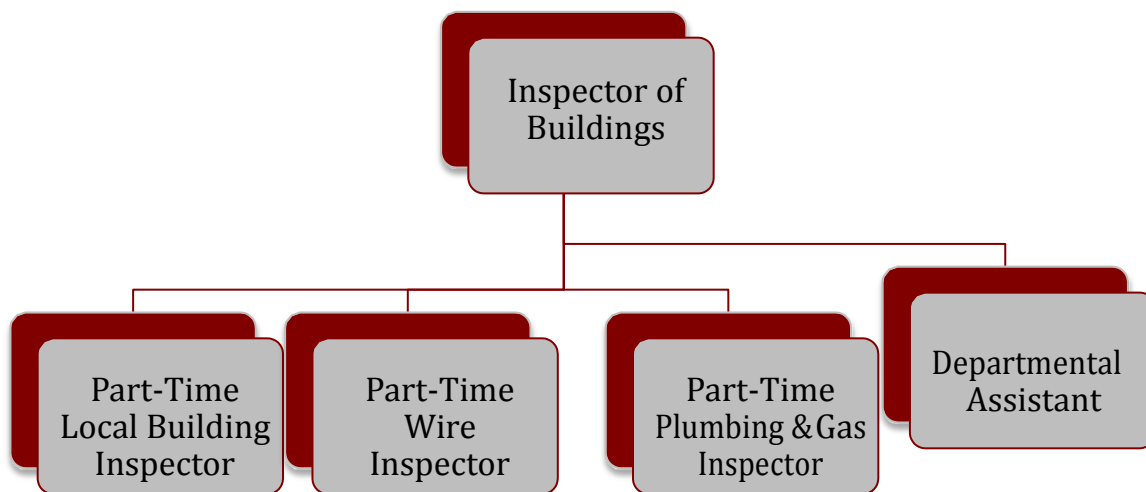 Inspector of
Buildings
Part-Time
Local Building
Inspector
Part-Time
Wire
Inspector
Part-Time
Plumbing &Gas
Inspector
Departmental
Assistant